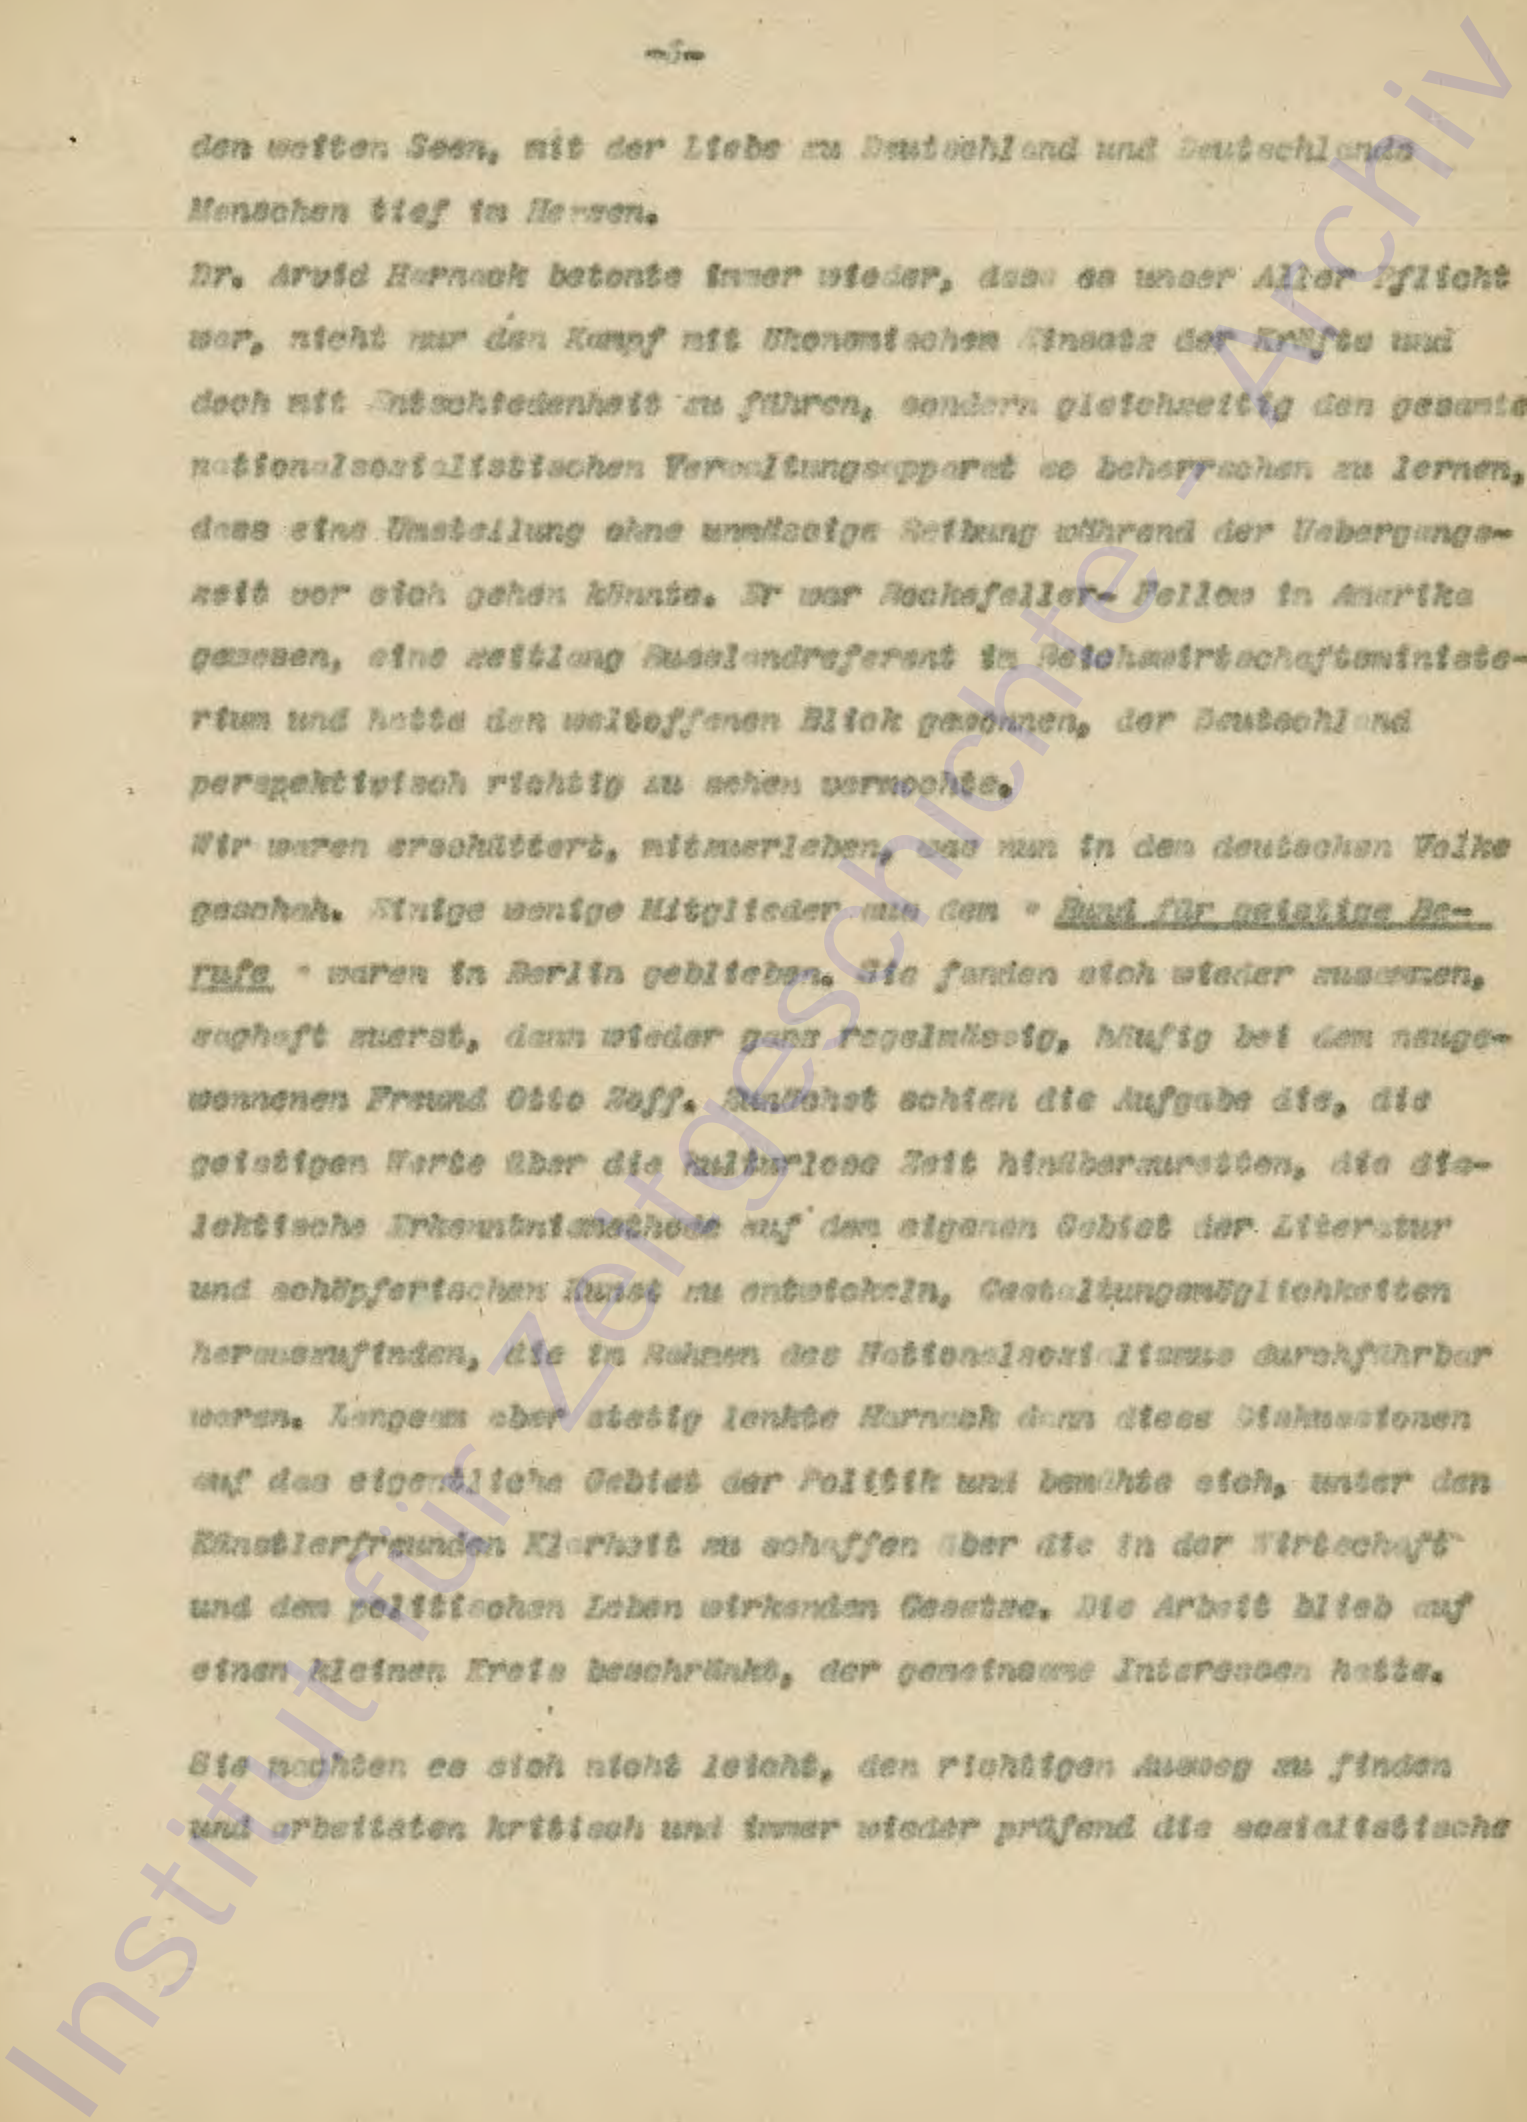 den weiten Seen, mit der Liebe zu Deutschland und Deutschlands
Menschen tief im Herzen.
Dr. Arvid Harnack betonte immer wieder, dass es unser Aller Pflicht
war, nicht nur den Kampf mit ökonomischem Einsatz der Kräfte und
doch mit Entschiedenheit zu führen, sondern gleichzeitig den gesamte
nationalsozialistischen Verwaltungsapparat so beherrschen zu lernen,
dass eine Umstellung ohne unmässige Reibung während der Uebergangs-
zeit vor sich gehen könnte. Er war Rockefeller- Fellow in Amerika
gewesen, eine zeitlang Russlandreferent im Reichswirtschaftsministe-
rium und hatte den weltoffenen Blick gewonnen, der Deutschland
perspektivisch richtig zu sehen vermochte.
Wir waren erschüttert, mitzuerleben, was nun in dem deutschen Volke
geschah. Einige wenige Mitglieder aus dem " Bund für geistige Be-
rufe " waren in Berlin geblieben. Sie fanden sich wieder zusammen,
zaghaft zuerst, dann wieder ganz regelmässig, häufig bei dem neuge-
wonnenen Freund Otto Zoff. Zunächst schien die Aufgabe die, die
geistigen Werte über die kulturlose Zeit hinüberzuretten, die dia-
lektische Erkenntnismethode auf dem eigenen Gebiet der Literatur
und schöpferischen Kunst zu entwickeln, Gestaltungsmöglichkeiten
herauszufinden, die im Rahmen des Nationalsozialismus durchführbar
waren. Langsam aber stetig lenkte Harnack dann diese Diskussionen
auf das eigentliche Gebiet der Politik und bemühte sich, unter den
Künstlerfreunden Klarheit zu schaffen über die in der Wirtschaft
und dem politischen Leben wirkenden Gesetze. Die Arbeit blieb auf
einen kleinen Kreis beschränkt, der gemeinsame Interessen hatte.
Sie machten es sich nicht leicht, den richtigen Ausweg zu finden
und arbeiteten kritisch und immer wieder prüfend die sozialistische
Institut für Zeitgeschichte - Archiv